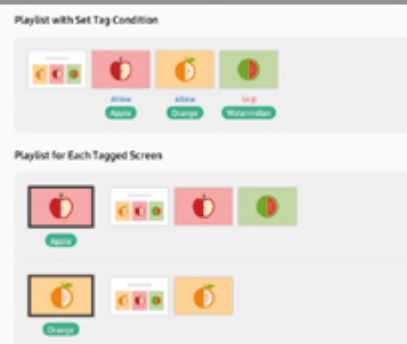 Playlist with Set Tag Condition
Allow Allow Skip
Apple Orange Watermelon
Playlist for Each Tagged Screen
Apple
Orange